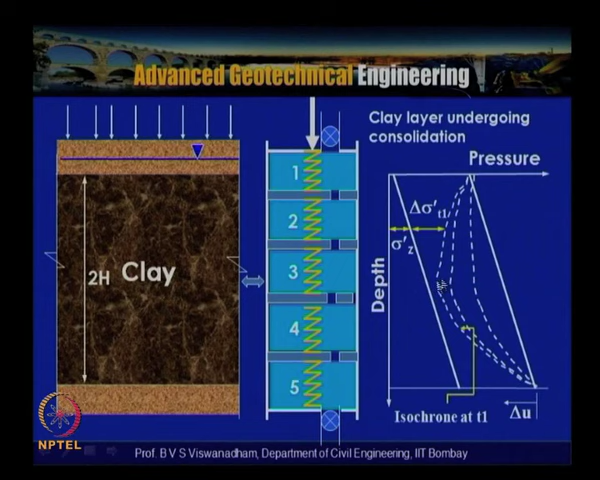 Advanced Geotechnical Engineering
Clay layer undergoing
consolidation
Pressure
1
2
3
4
5
2H Clay
Δσ′t1
σ′z
Depth
Isochrone at t1
Δu
NPTEL
Prof. B V S Viswanadham, Department of Civil Engineering, IIT Bombay